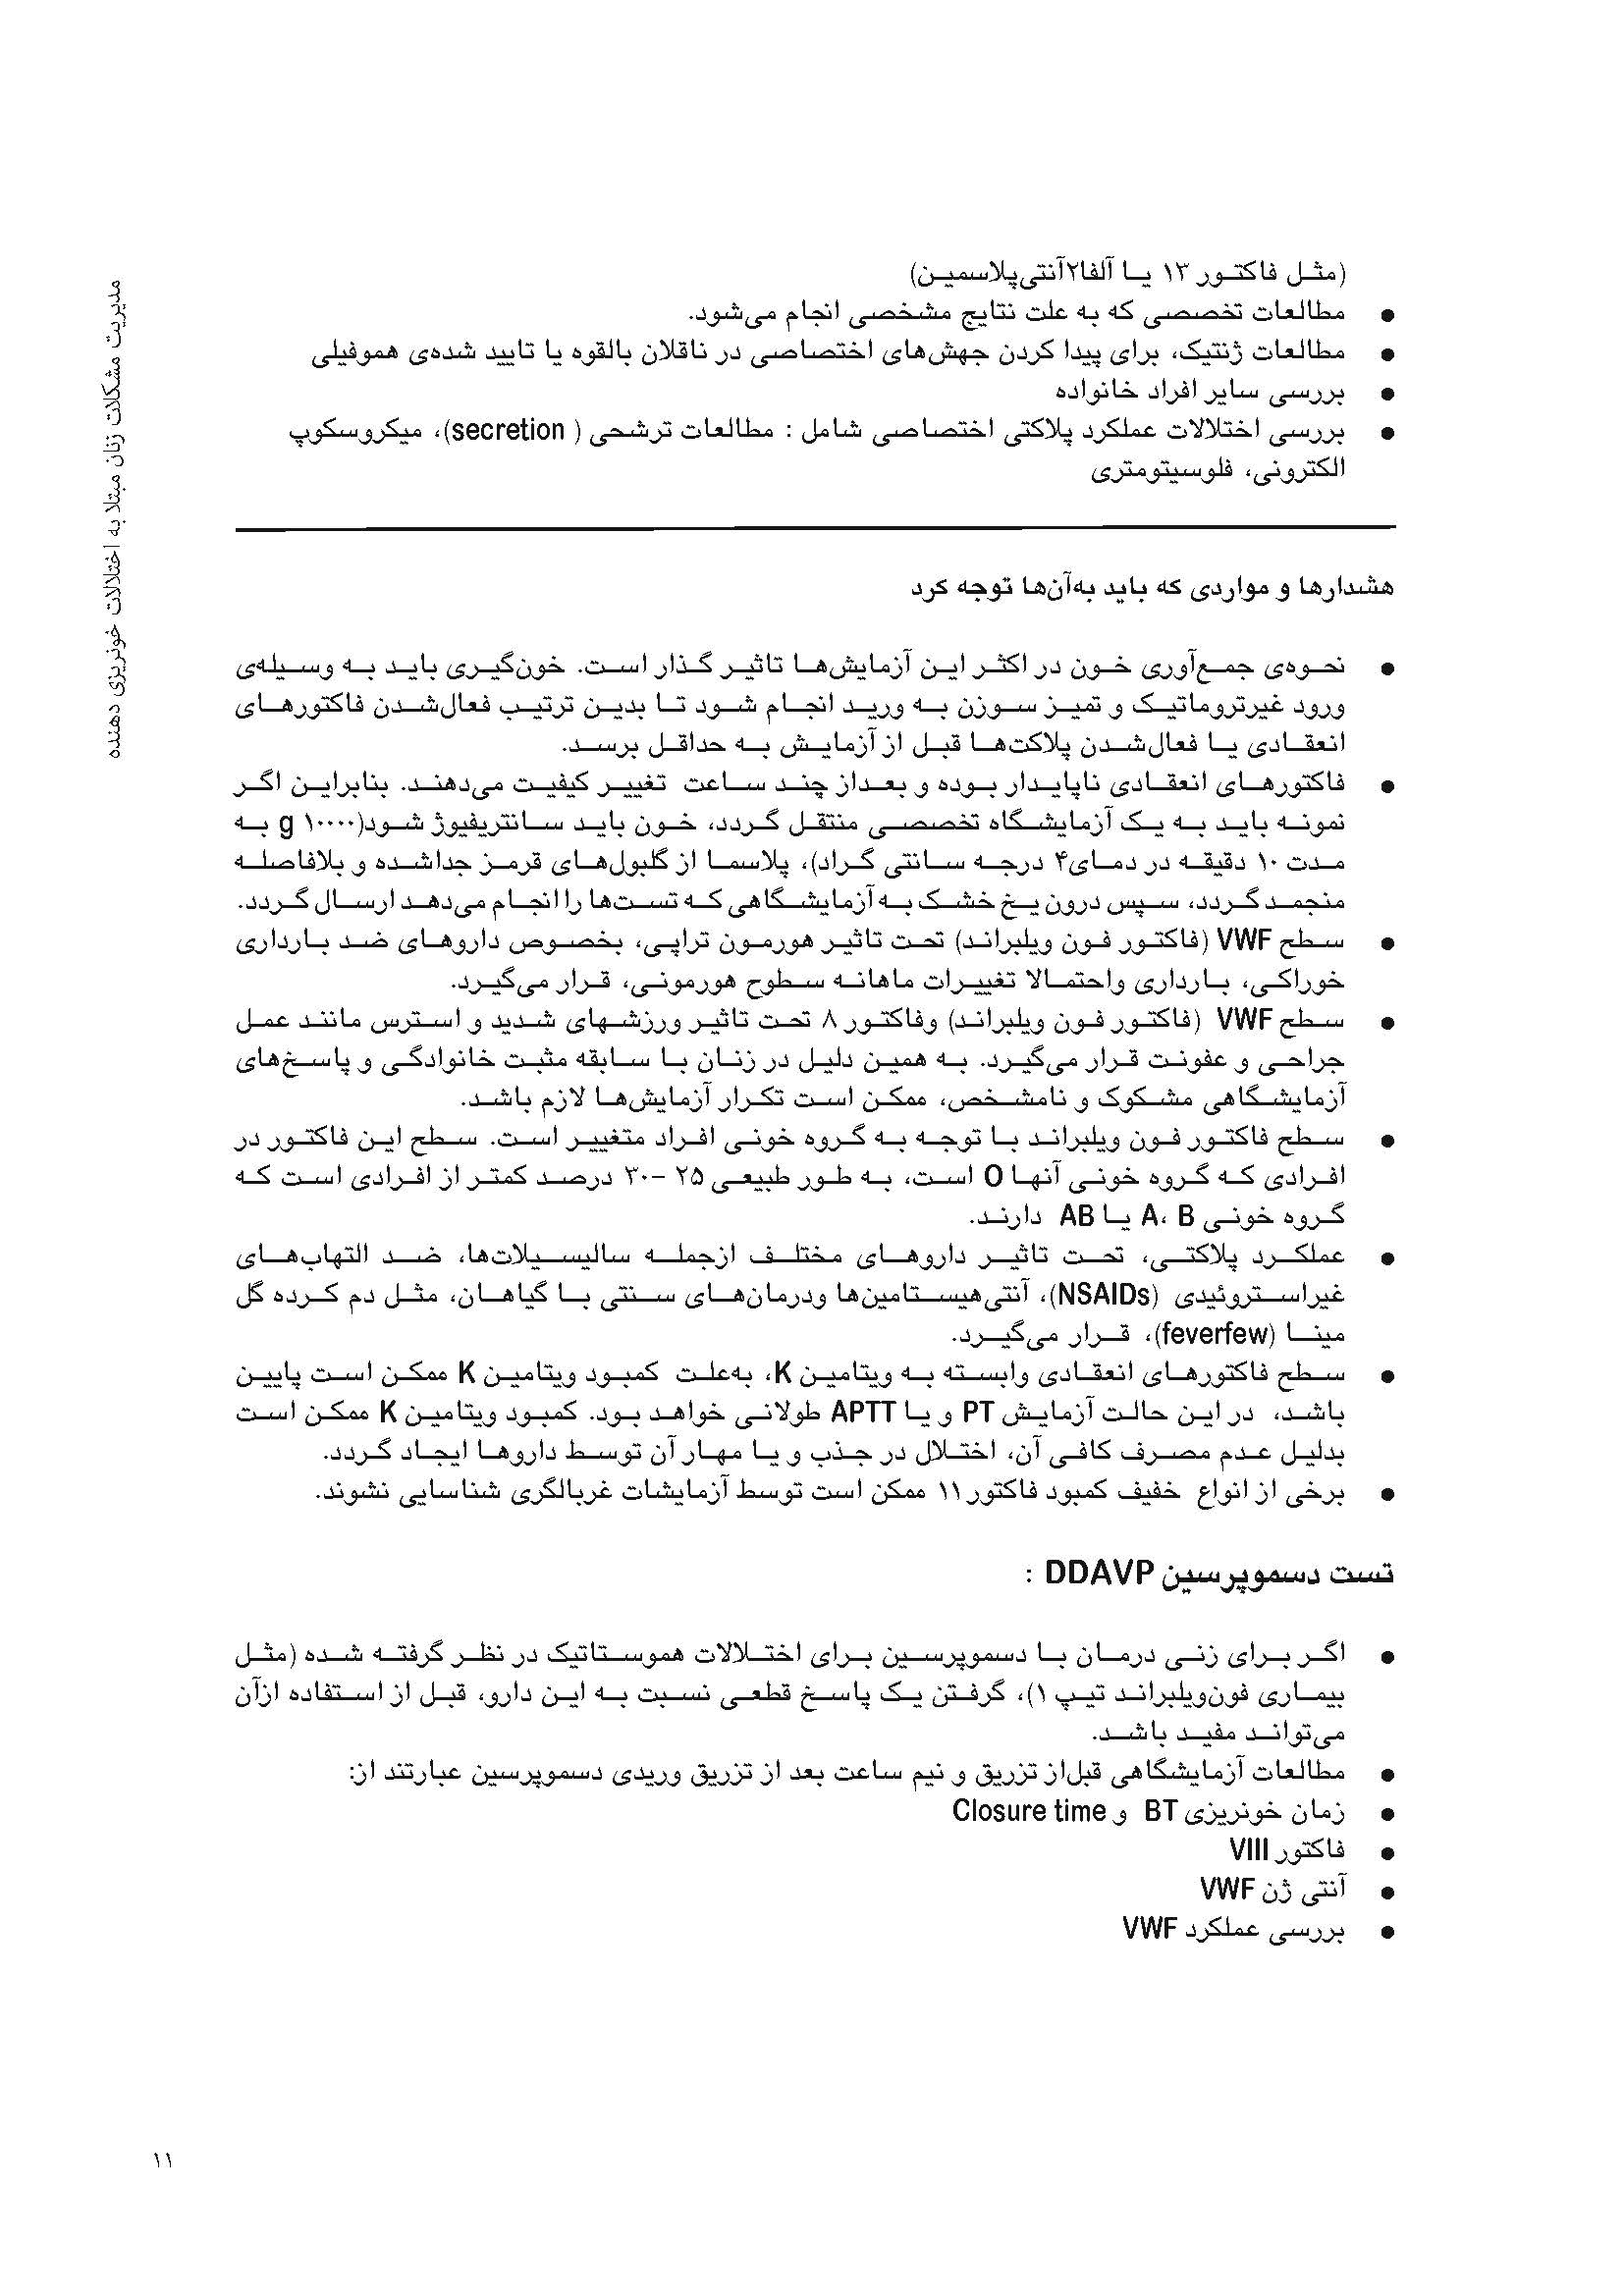 (مثل فاکتور ۱۳ یا آلفا۲آنتی‌پلاسمین)
● مطالعات تخصصی که به علت نتایج مشخصی انجام می‌شود.
● مطالعات ژنتیک، برای پیدا کردن جهش‌های اختصاصی در ناقلان بالقوه یا تایید شده‌ی هموفیلی
● بررسی سایر افراد خانواده
● بررسی اختلالات عملکرد پلاکتی اختصاصی شامل : مطالعات ترشحی ( secretion)، میکروسکوپ
الکترونی، فلوسیتومتری
هشدارها و مواردی که باید به‌آن‌ها توجه کرد
● نحوه‌ی جمع‌آوری خون در اکثر این آزمایش‌ها تاثیر گذار است. خون‌گیری باید به وسیله‌ی
ورود غیرتروماتیک و تمیز سوزن به ورید انجام شود تا بدین ترتیب فعال‌شدن فاکتورهای
انعقادی یا فعال‌شدن پلاکت‌ها قبل از آزمایش به حداقل برسد.
● فاکتورهای انعقادی ناپایدار بوده و بعداز چند ساعت تغییر کیفیت می‌دهند. بنابراین اگر
نمونه باید به یک آزمایشگاه تخصصی منتقل گردد، خون باید سانتریفیوژ شود(۱۰۰۰۰ g به
مدت ۱۰ دقیقه در دمای۴ درجه سانتی گراد)، پلاسما از گلبول‌های قرمز جداشده و بلافاصله
منجمد گردد، سپس درون یخ خشک به آزمایشگاهی که تست‌ها را انجام می‌دهد ارسال گردد.
● سطح VWF (فاکتور فون ویلبراند) تحت تاثیر هورمون تراپی، بخصوص داروهای ضد بارداری
خوراکی، بارداری واحتمالا تغییرات ماهانه سطوح هورمونی، قرار می‌گیرد.
● سطح VWF (فاکتور فون ویلبراند) وفاکتور ۸ تحت تاثیر ورزشهای شدید و استرس مانند عمل
جراحی و عفونت قرار می‌گیرد. به همین دلیل در زنان با سابقه مثبت خانوادگی و پاسخ‌های
آزمایشگاهی مشکوک و نامشخص، ممکن است تکرار آزمایش‌ها لازم باشد.
● سطح فاکتور فون ویلبراند با توجه به گروه خونی افراد متغییر است. سطح این فاکتور در
افرادی که گروه خونی آنها O است، به طور طبیعی ۲۵ -۳۰ درصد کمتر از افرادی است که
گروه خونی A، B یا AB دارند.
● عملکرد پلاکتی، تحت تاثیر داروهای مختلف ازجمله سالیسیلات‌ها، ضد التهاب‌های
غیراستروئیدی (NSAIDs)، آنتی‌هیستامین‌ها ودرمان‌های سنتی با گیاهان، مثل دم کرده گل
مینا (feverfew)، قرار می‌گیرد.
● سطح فاکتورهای انعقادی وابسته به ویتامین K، به‌علت کمبود ویتامین K ممکن است پایین
باشد، در این حالت آزمایش PT و یا APTT طولانی خواهد بود. کمبود ویتامین K ممکن است
بدلیل عدم مصرف کافی آن، اختلال در جذب و یا مهار آن توسط داروها ایجاد گردد.
● برخی از انواع خفیف کمبود فاکتور۱۱ ممکن است توسط آزمایشات غربالگری شناسایی نشوند.
تست دسموپرسین DDAVP :
● اگر برای زنی درمان با دسموپرسین برای اختلالات هموستاتیک در نظر گرفته شده (مثل
بیماری فون‌ویلبراند تیپ ۱)، گرفتن یک پاسخ قطعی نسبت به این دارو، قبل از استفاده ازآن
می‌تواند مفید باشد.
● مطالعات آزمایشگاهی قبل‌از تزریق و نیم ساعت بعد از تزریق وریدی دسموپرسین عبارتند از:
● زمان خونریزی BT و Closure time
● فاکتور VIII
● آنتی ژن VWF
● بررسی عملکرد VWF
مدیریت مشکلات زنان مبتلا به اختلالات خونریزی دهنده
۱۱